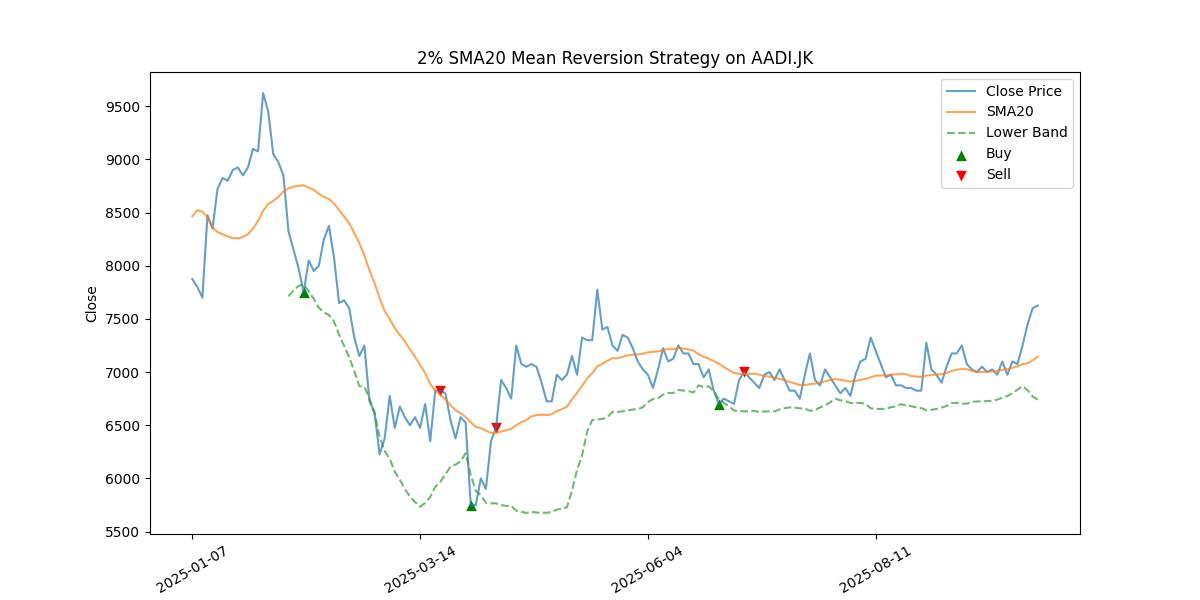 2% SMA20 Mean Reversion Strategy on AADI.JK
Close Price
SMA20
Lower Band
Buy
Sell
Close
9500
9000
8500
8000
7500
7000
6500
6000
5500
2025-01-07
2025-03-14
2025-06-04
2025-08-11